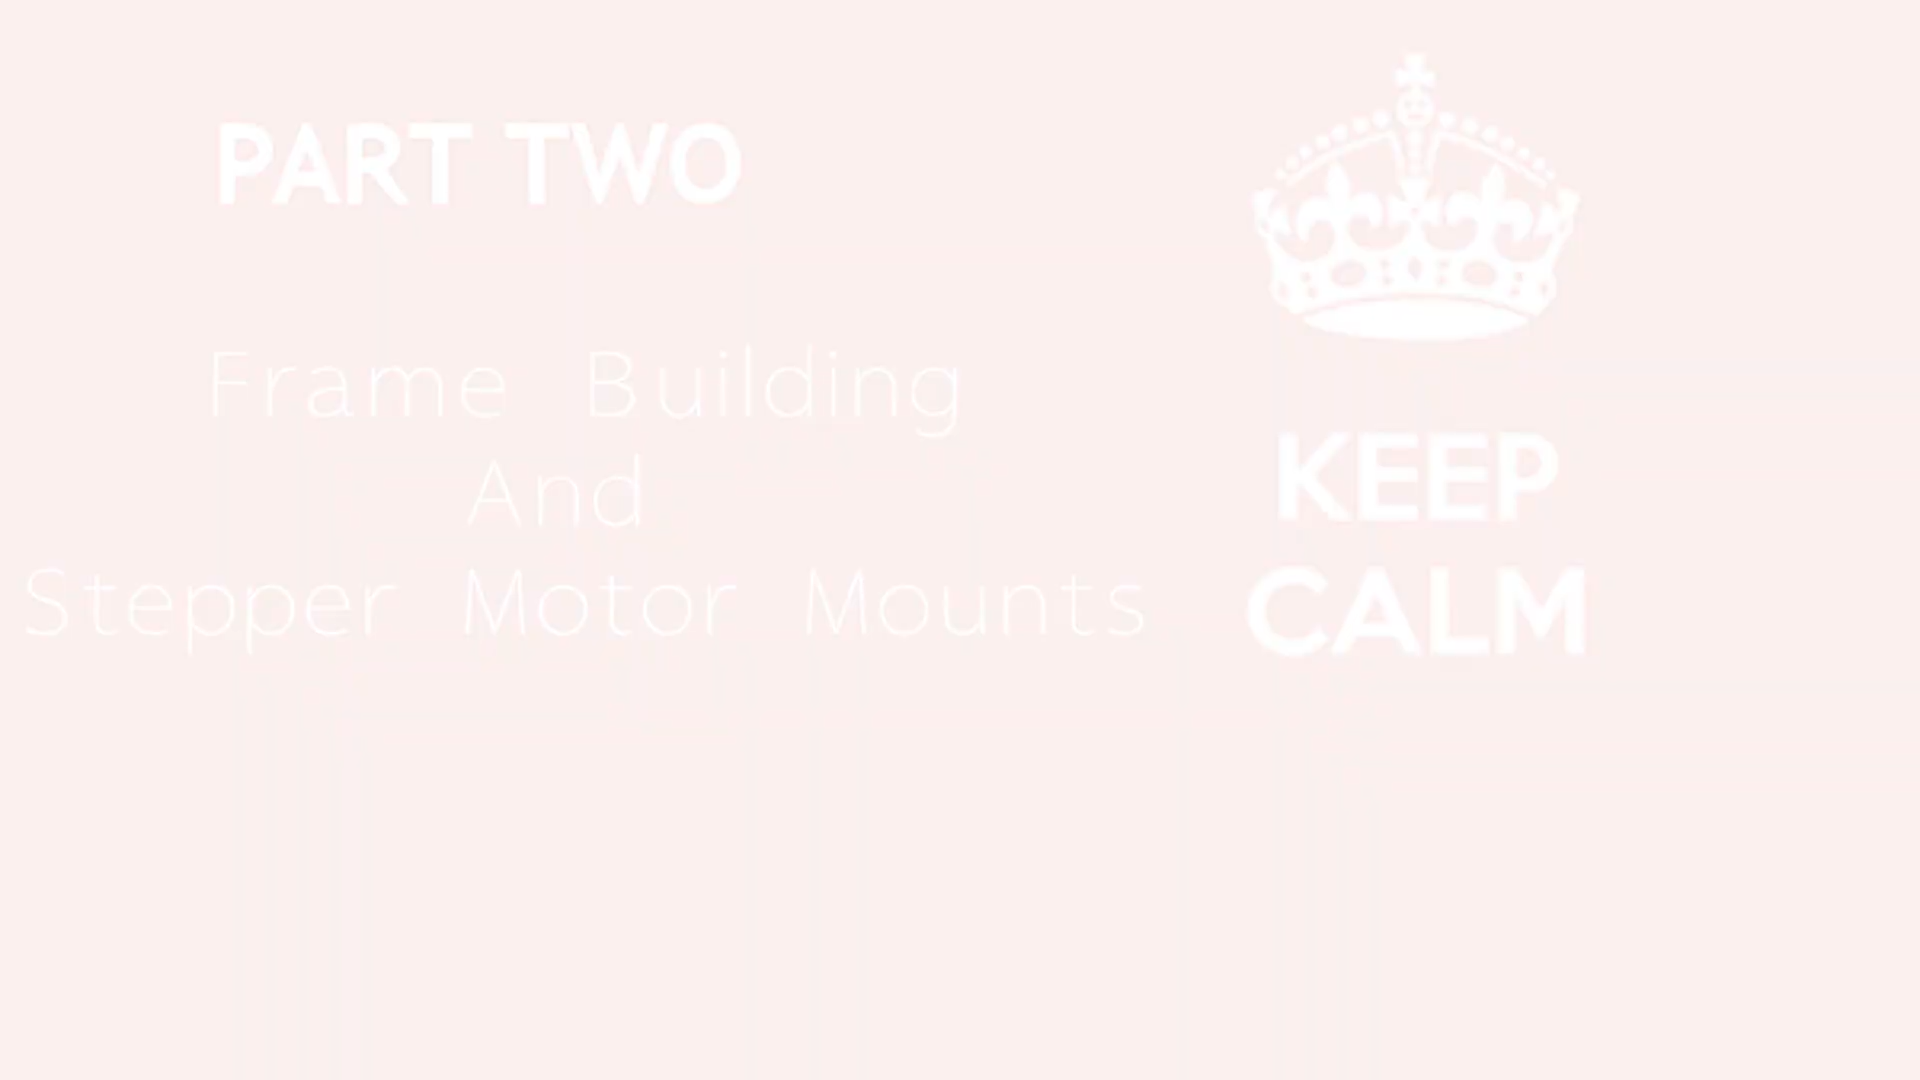 PART TWO
Frame Building
And
Stepper Motor Mounts
KEEP
CALM